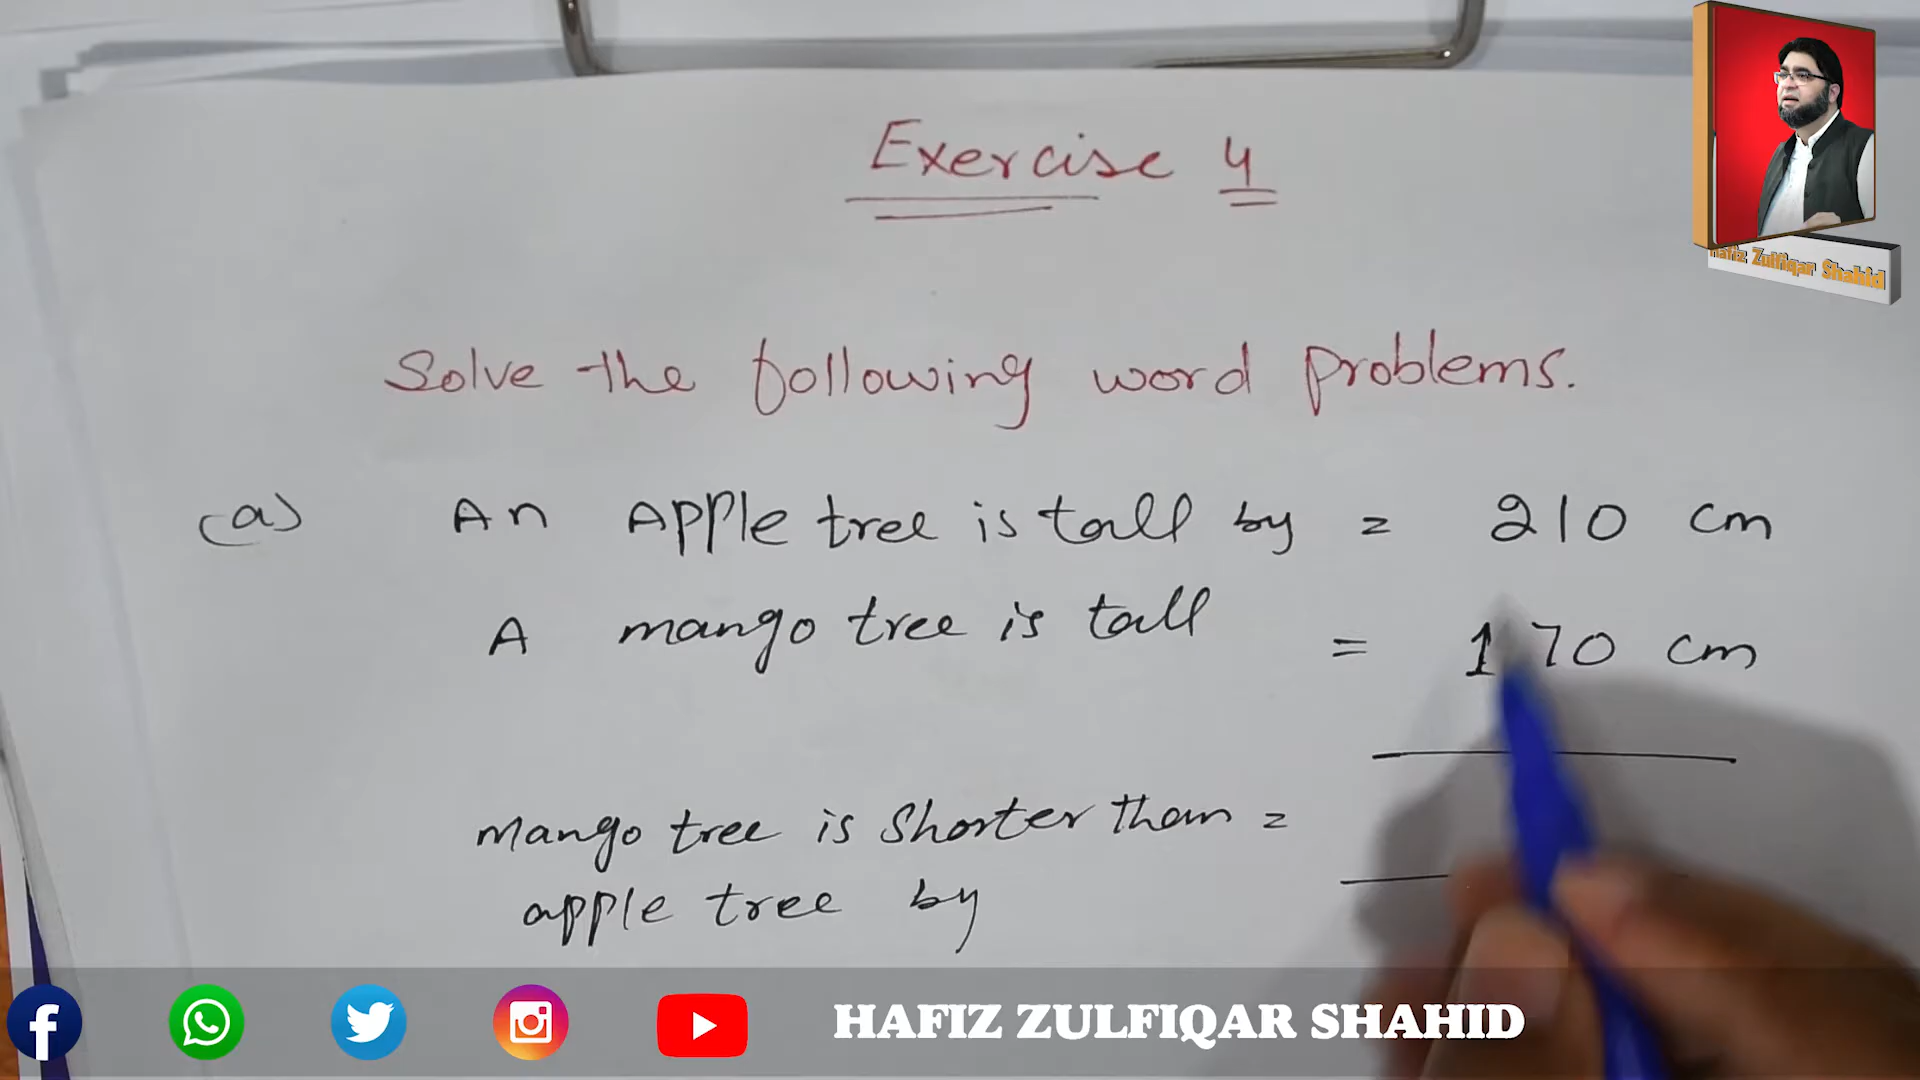 Exercise 4
Hafiz Zulfiqar Shahid
Solve the following word problems.
(a) An Apple tree is tall by = 210 cm
A mango tree is tall = 170 cm
mango tree is shorter than =
apple tree by
HAFIZ ZULFIQAR SHAHID